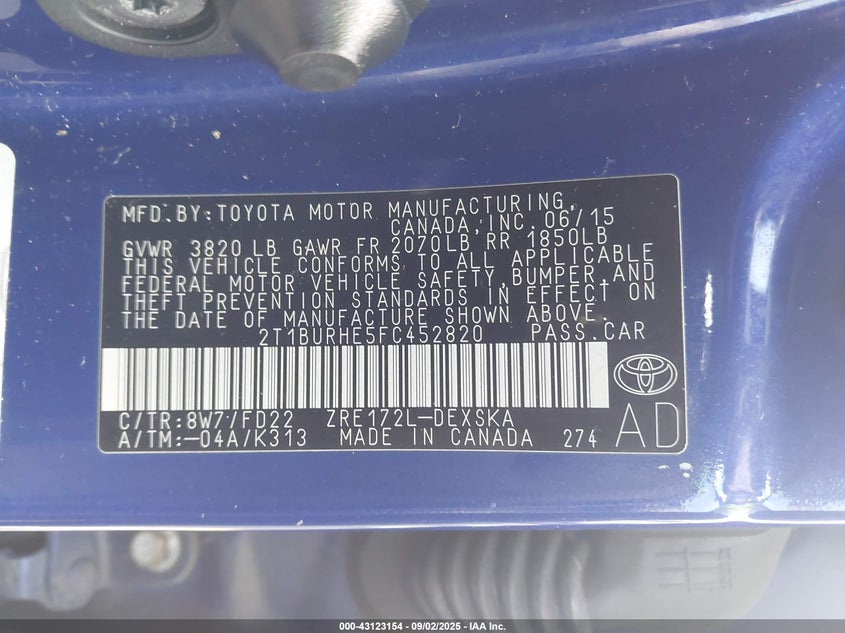 MFD. BY: TOYOTA MOTOR MANUFACTURING,
CANADA, INC. 06/15
GVWR 3820 LB GAWR FR 2070LB RR 1850LB
THIS VEHICLE CONFORMS TO ALL APPLICABLE
FEDERAL MOTOR VEHICLE SAFETY, BUMPER, AND
THEFT PREVENTION STANDARDS IN EFFECT ON
THE DATE OF MANUFACTURE SHOWN ABOVE.
2T1BURHE5FC452820 PASS. CAR
C/TR: 8W7/FD22 ZRE172L-DEXSKA
A/TM: -04A/K313 MADE IN CANADA 274 AD
000-43123154 - 09/02/2025 - IAA Inc.